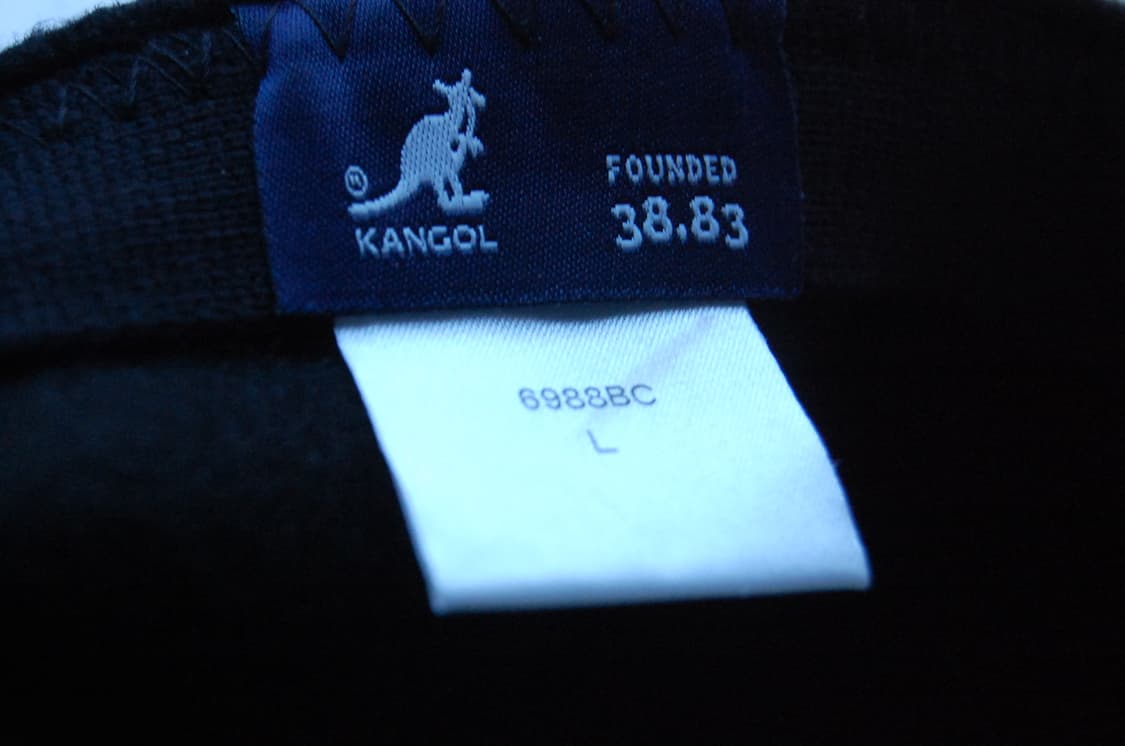 ®
KANGOL
FOUNDED
38.83
6988BC
L